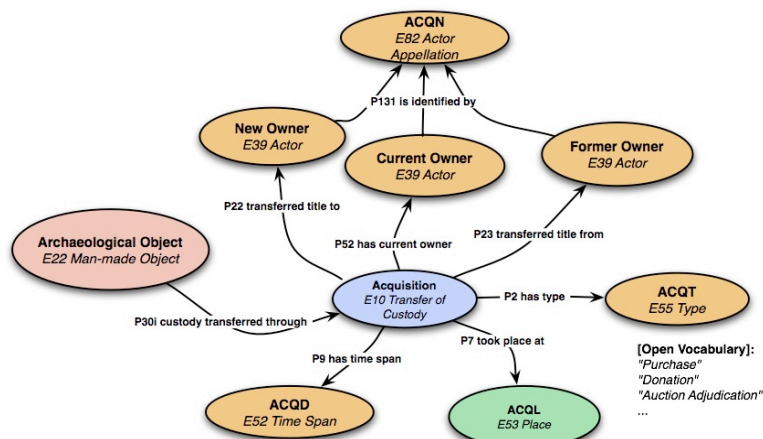 ACQN
E82 Actor
Appellation
P131 is identified by
New Owner
E39 Actor
Current Owner
E39 Actor
Former Owner
E39 Actor
P22 transferred title to
P52 has current owner
P23 transferred title from
Archaeological Object
E22 Man-made Object
Acquisition
E10 Transfer of
Custody
P2 has type
ACQT
E55 Type
P30i custody transferred through
P9 has time span
P7 took place at
[Open Vocabulary]:
"Purchase"
"Donation"
"Auction Adjudication"
...
ACQD
E52 Time Span
ACQL
E53 Place